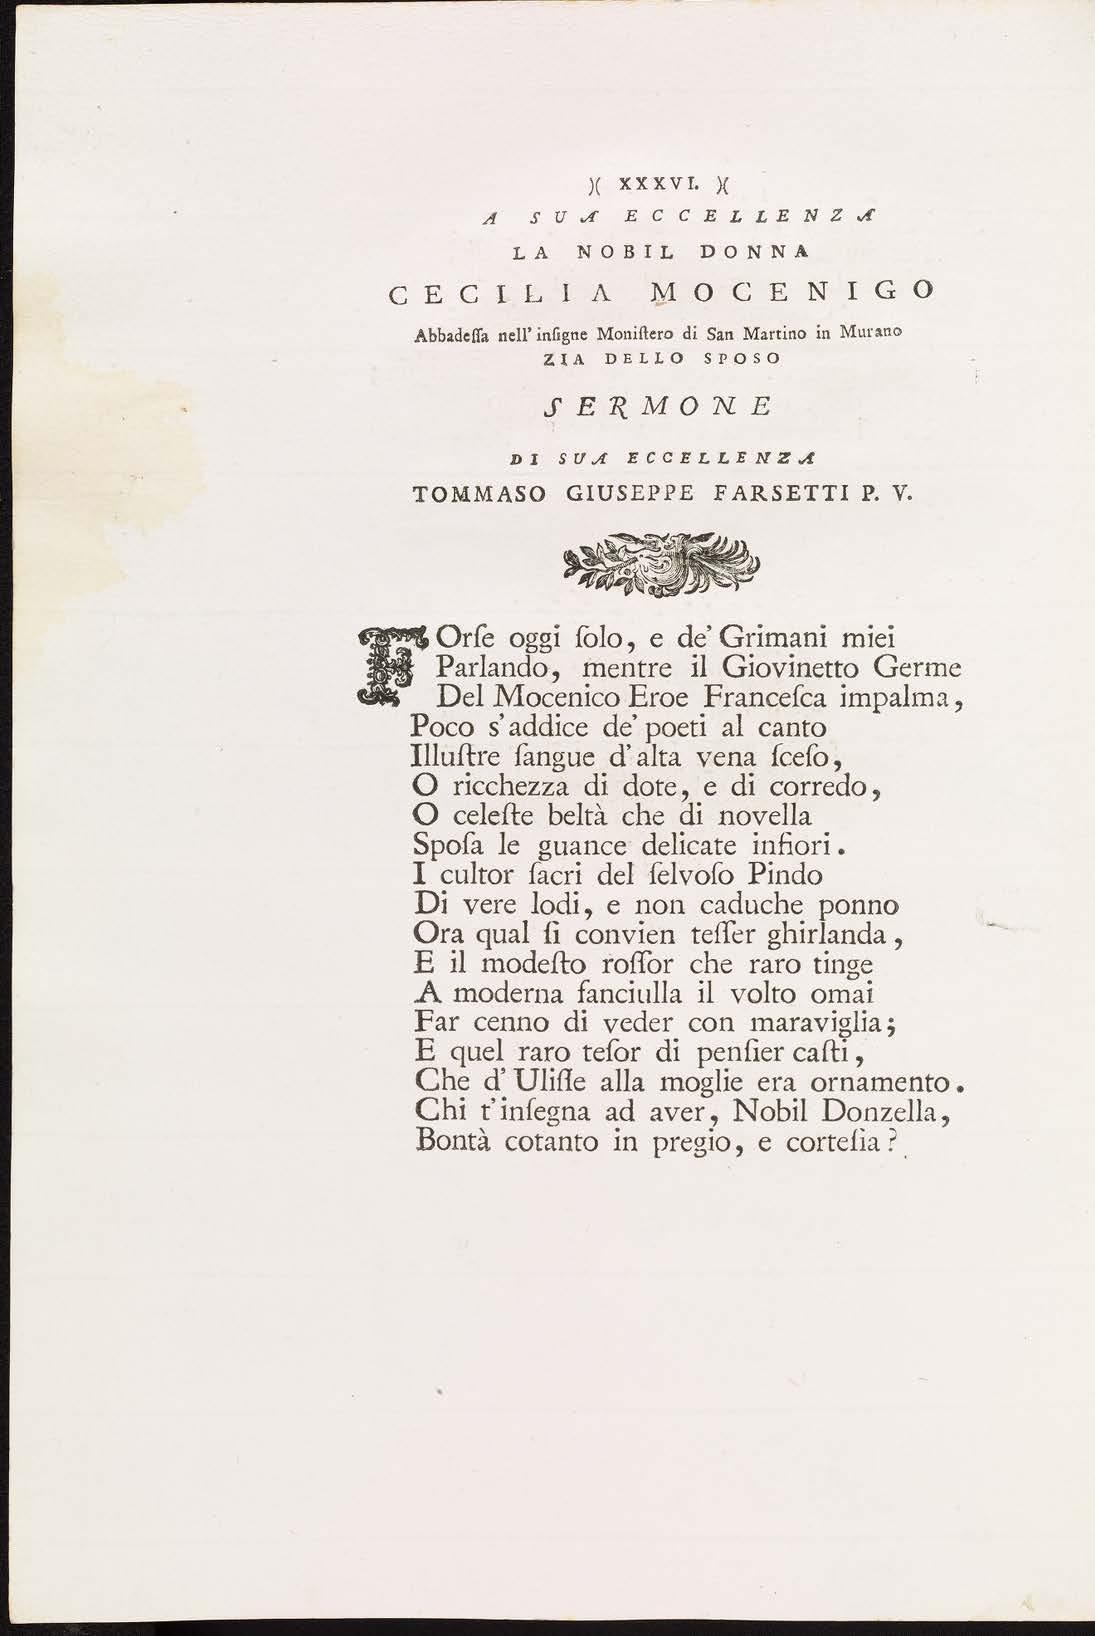 )( XXXVI. )(
A SUA ECCELLENZA
LA NOBIL DONNA
CECILIA MOCENIGO
Abbadeſſa nell' inſigne Moniſtero di San Martino in Murano
ZIA DELLO SPOSO
SERMONE
DI SUA ECCELLENZA
TOMMASO GIUSEPPE FARSETTI P. V.
FOrſe oggi ſolo, e de' Grimani miei
Parlando, mentre il Giovinetto Germe
Del Mocenico Eroe Franceſca impalma,
Poco s'addice de' poeti al canto
Illuſtre ſangue d'alta vena ſceſo,
O ricchezza di dote, e di corredo,
O celeſte beltà che di novella
Spoſa le guance delicate infiori.
I cultor ſacri del ſelvoſo Pindo
Di vere lodi, e non caduche ponno
Ora qual ſi convien teſſer ghirlanda,
E il modeſto roſſor che raro tinge
A moderna fanciulla il volto omai
Far cenno di veder con maraviglia;
E quel raro teſor di penſier caſti,
Che d' Uliſſe alla moglie era ornamento.
Chi t'inſegna ad aver, Nobil Donzella,
Bontà cotanto in pregio, e corteſia?